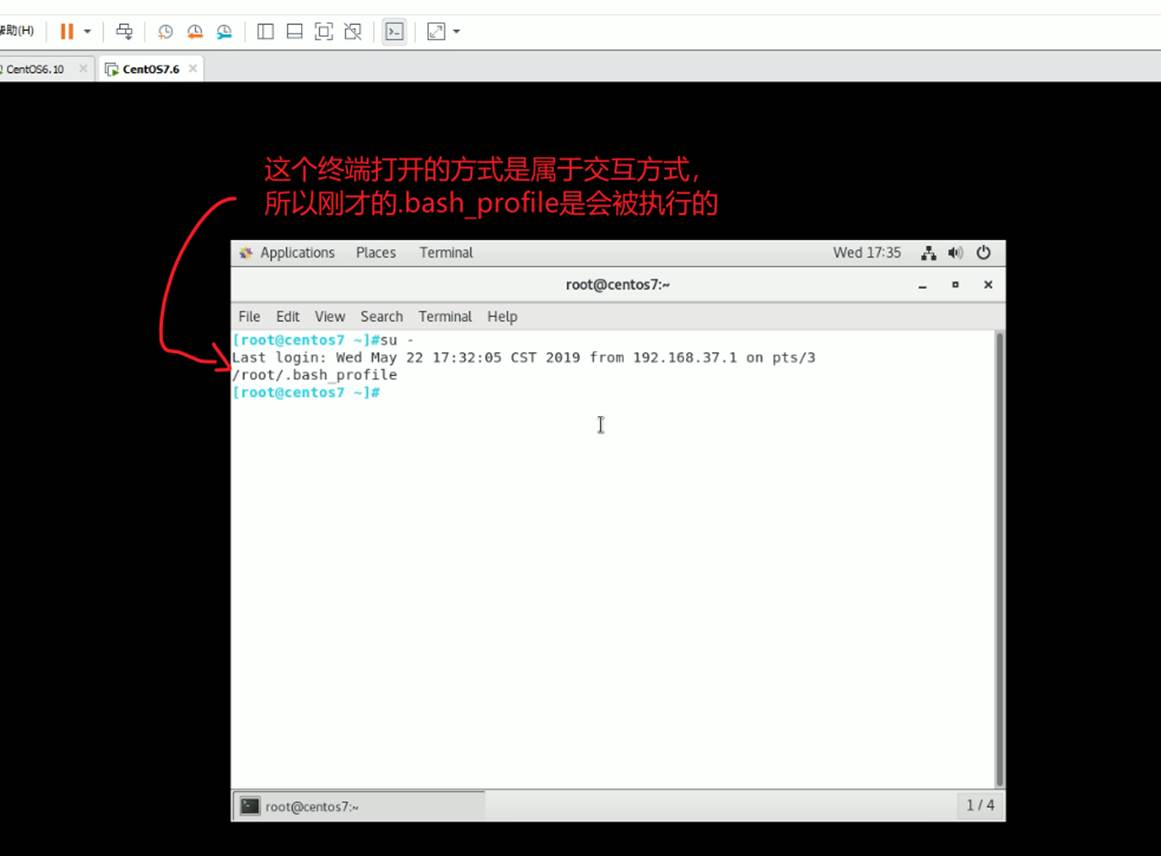 帮助(H)
CentOS6.10
CentOS7.6
这个终端打开的方式是属于交互方式，
所以刚才的.bash_profile是会被执行的
Applications Places Terminal Wed 17:35
root@centos7:~
File Edit View Search Terminal Help
[root@centos7 ~]#su -
Last login: Wed May 22 17:32:05 CST 2019 from 192.168.37.1 on pts/3
/root/.bash_profile
[root@centos7 ~]#
root@centos7:~
1 / 4